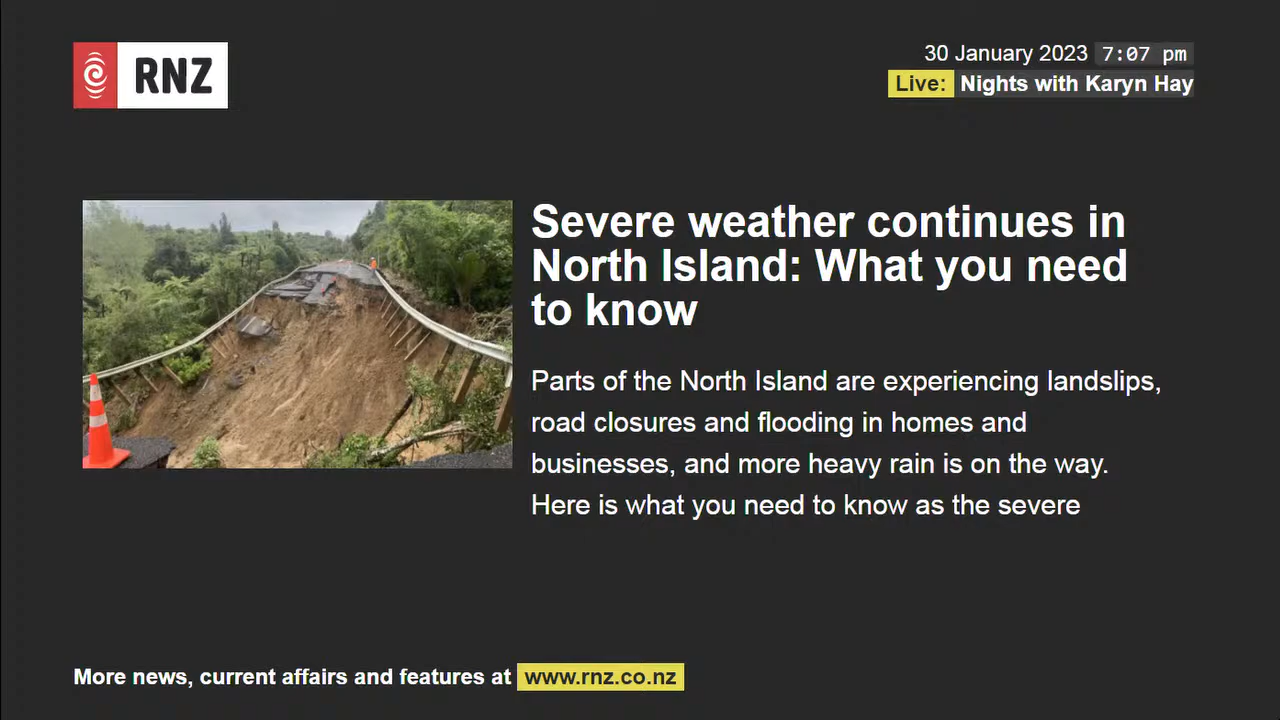 RNZ
30 January 2023 7:07 pm
Live: Nights with Karyn Hay
Severe weather continues in
North Island: What you need
to know
Parts of the North Island are experiencing landslips,
road closures and flooding in homes and
businesses, and more heavy rain is on the way.
Here is what you need to know as the severe
More news, current affairs and features at www.rnz.co.nz